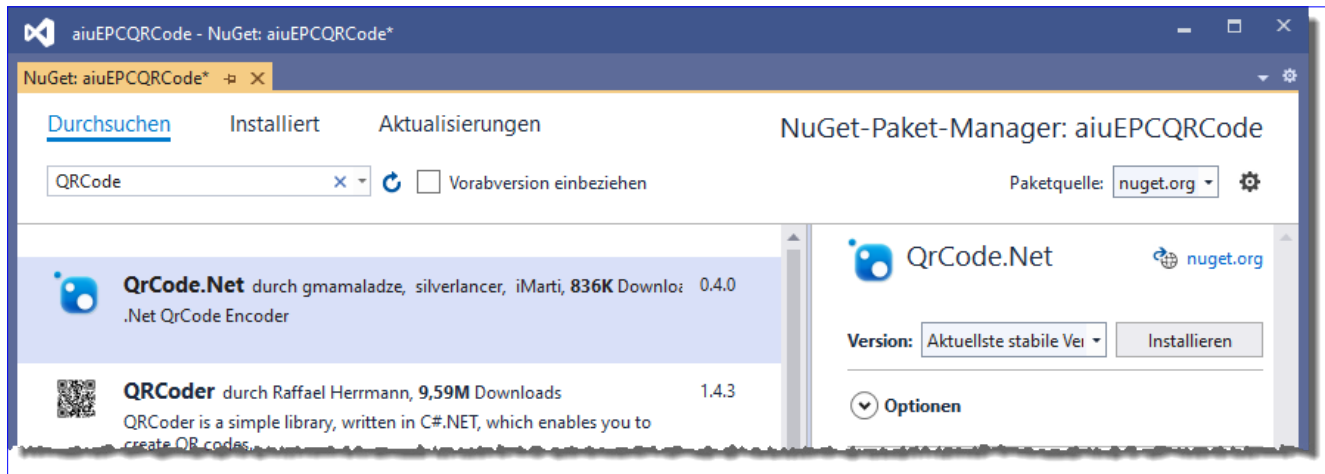 aiuEPCQRCode - NuGet: aiuEPCQRCode*
NuGet: aiuEPCQRCode*
Durchsuchen Installiert Aktualisierungen
NuGet-Paket-Manager: aiuEPCQRCode
QRCode
Vorabversion einbeziehen
Paketquelle: nuget.org
QrCode.Net durch gmamaladze, silverlancer, iMarti, 836K Downloa 0.4.0
.Net QrCode Encoder
QRCoder durch Raffael Herrmann, 9,59M Downloads 1.4.3
QRCoder is a simple library, written in C#.NET, which enables you to
create QR codes.
QrCode.Net
nuget.org
Version: Aktuellste stabile Ver
Installieren
Optionen